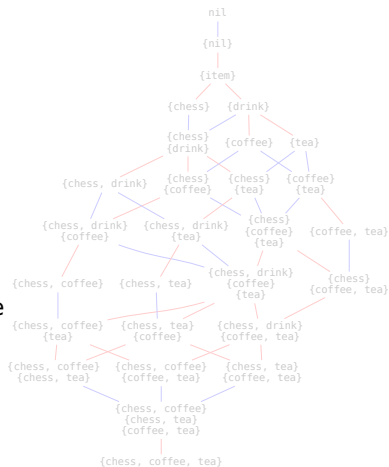 nil
{nil}
{item}
{chess} {drink}
{chess} {coffee} {tea}
{drink}
{chess, drink} {chess} {chess} {coffee}
{coffee} {tea} {tea}
{chess, drink} {chess, drink} {chess} {coffee, tea}
{coffee} {tea} {coffee}
{tea}
{chess, coffee} {chess, tea} {chess, drink} {chess}
{coffee} {coffee, tea}
{tea}
e
{chess, coffee} {chess, tea} {chess, drink}
{tea} {coffee} {coffee, tea}
{chess, coffee} {chess, coffee} {chess, tea}
{chess, tea} {coffee, tea} {coffee, tea}
{chess, coffee}
{chess, tea}
{coffee, tea}
{chess, coffee, tea}